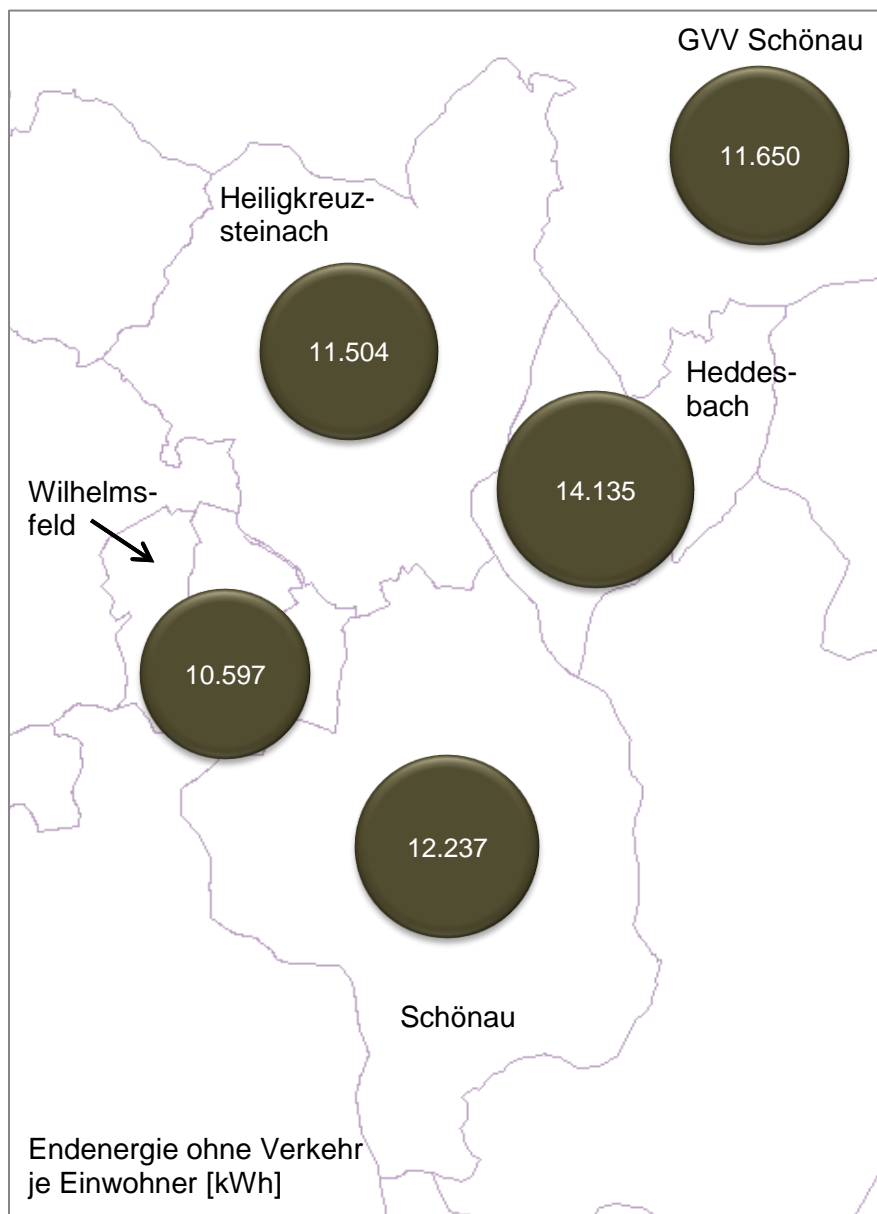 GVV Schönau
11.650
Heiligkreuz-
steinach
11.504
Heddes-
bach
14.135
Wilhelms-
feld
10.597
12.237
Schönau
Endenergie ohne Verkehr
je Einwohner [kWh]